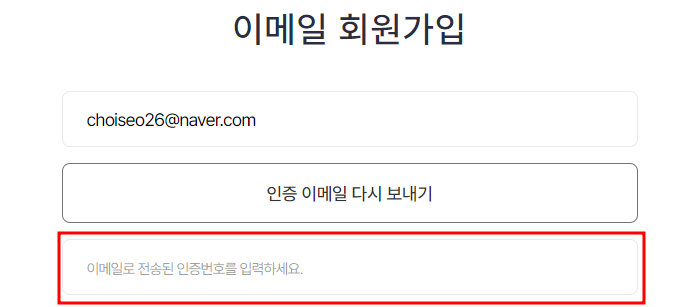 이메일 회원가입
choiseo26@naver.com
인증 이메일 다시 보내기
이메일로 전송된 인증번호를 입력하세요.